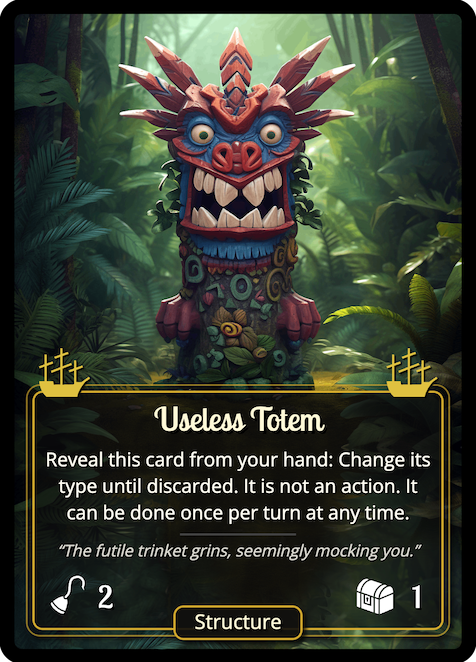 Useless Totem
Reveal this card from your hand: Change its
type until discarded. It is not an action. It
can be done once per turn at any time.
“The futile trinket grins, seemingly mocking you.”
2
1
Structure